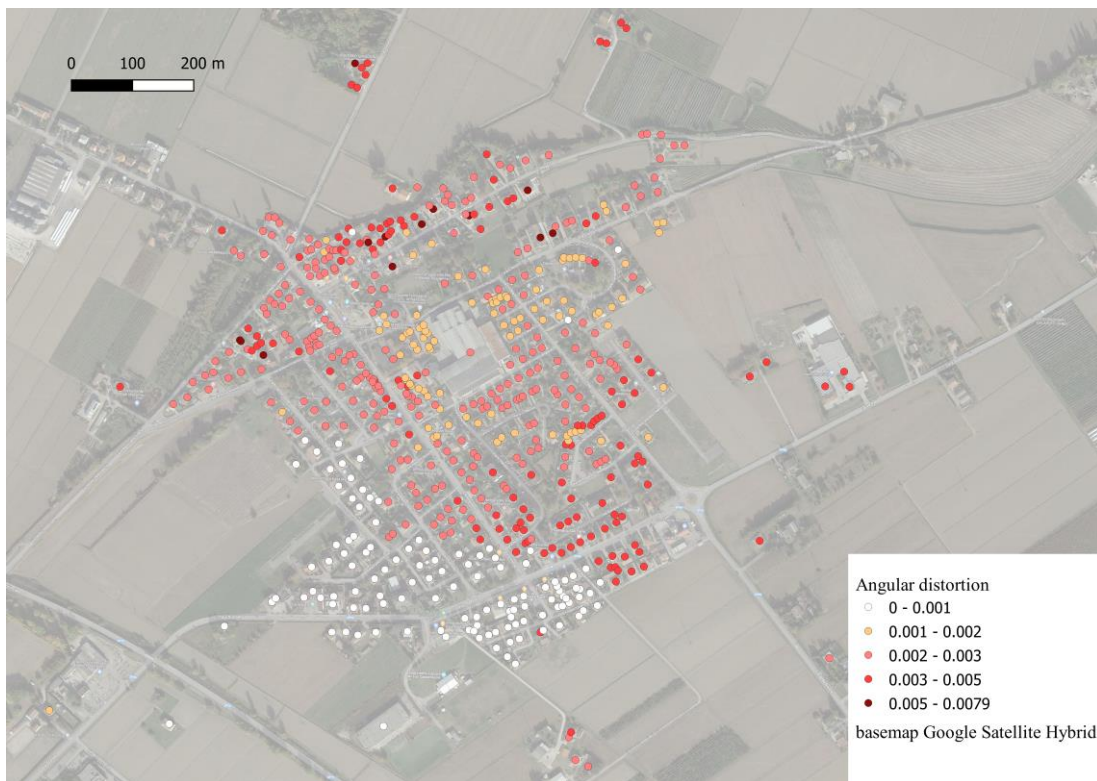 0 100 200 m
Angular distortion
0 - 0.001
0.001 - 0.002
0.002 - 0.003
0.003 - 0.005
0.005 - 0.0079
basemap Google Satellite Hybrid